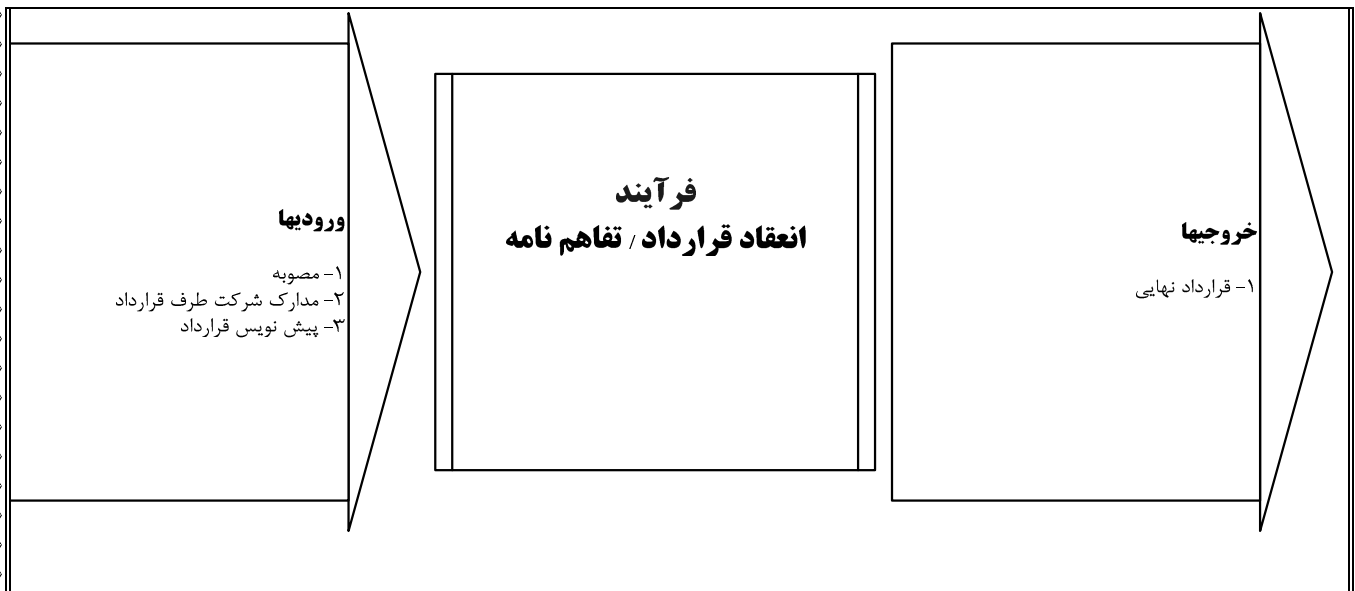 ورودیها
۱- مصوبه
۲- مدارک شرکت طرف قرارداد
۳- پیش نویس قرارداد
فرآیند
انعقاد قرارداد / تفاهم نامه
خروجیها
۱- قرارداد نهایی